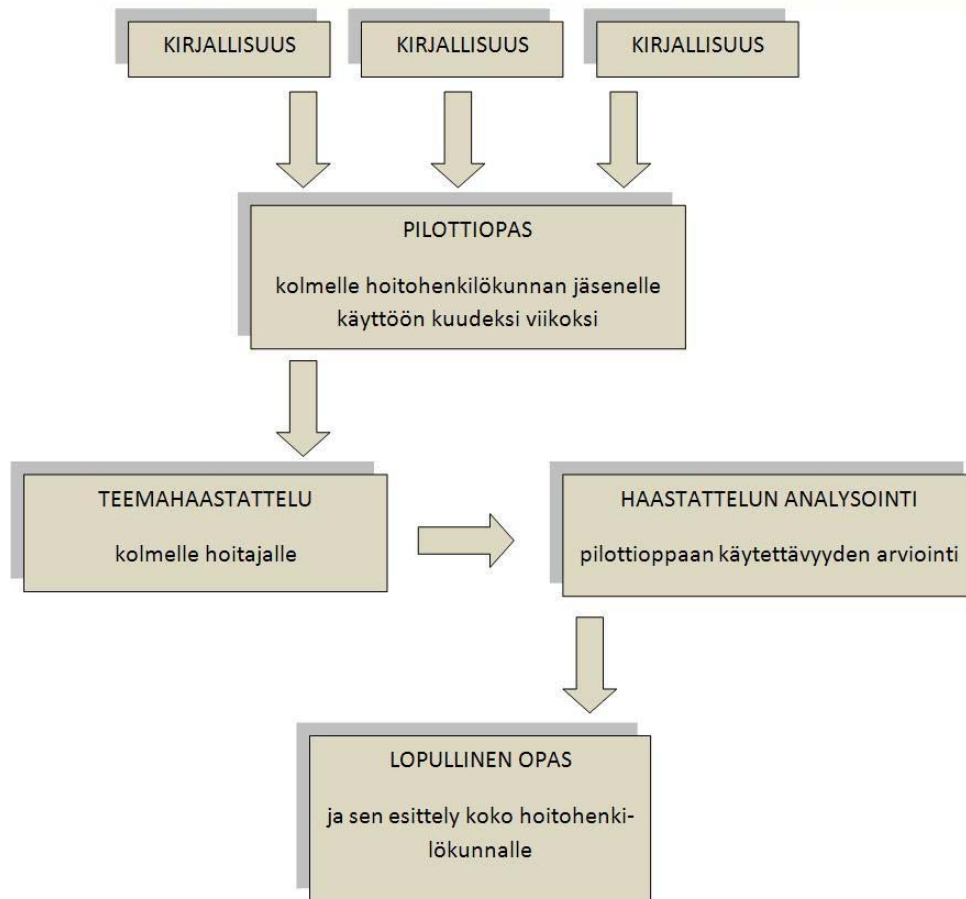 KIRJALLISUUS
KIRJALLISUUS
KIRJALLISUUS
PILOTTIOPAS
kolmelle hoitohenkilökunnan jäsenelle
käyttöön kuudeksi viikoksi
TEEMAHAASTATTELU
kolmelle hoitajalle
HAASTATTELUN ANALYSOINTI
pilottioppaan käytettävyyden arviointi
LOPULLINEN OPAS
ja sen esittely koko hoitohenki-
lökunnalle